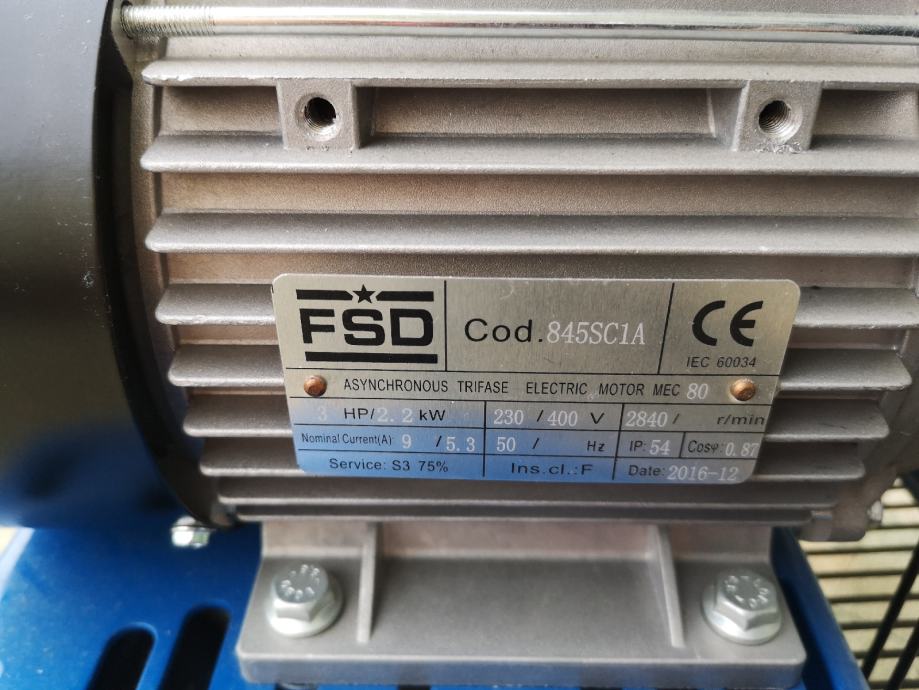 FSD
Cod.845SC1A
CE
IEC 60034
ASYNCHRONOUS TRIFASE ELECTRIC MOTOR MEC 80
3 HP/2.2 kW 230 /400 V 2840/ r/min
Nominal Current(A): 9 /5.3 50 / Hz IP: 54 Cosφ:0.87
Service: S3 75% Ins.cl.:F Date:2016-12